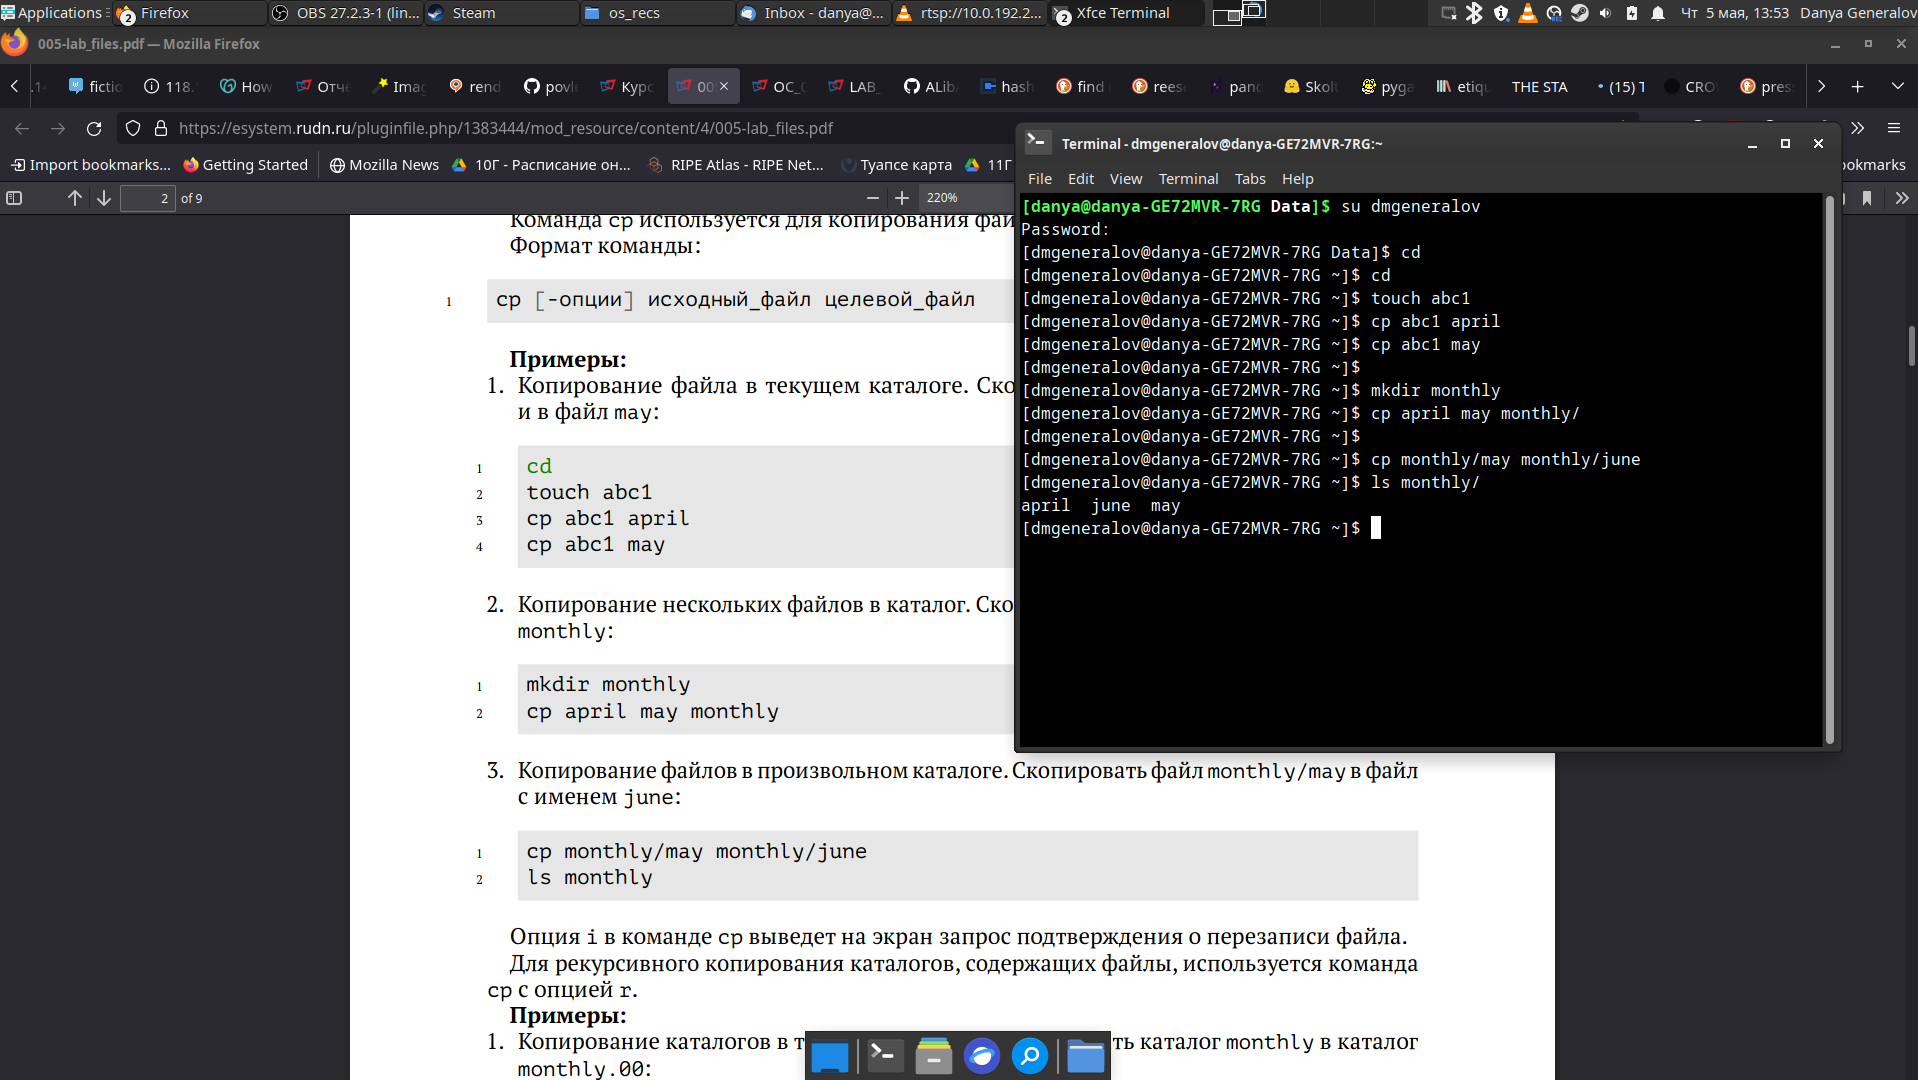 Applications
2 Firefox
OBS 27.2.3-1 (lin...
Steam
os_recs
Inbox - danya@...
rtsp://10.0.192.2...
2 Xfce Terminal
Чт 5 мая, 13:53
Danya Generalov
005-lab_files.pdf — Mozilla Firefox
fictio
118.
How
Отчё
Imag
rend
povl
Курс
00
OC_
LAB_
ALib
hash
find
reese
pand
Skolt
pyga
etiqu
THE STA
(15) T
CRO
pres
https://esystem.rudn.ru/pluginfile.php/1383444/mod_resource/content/4/005-lab_files.pdf
Import bookmarks...
Getting Started
Mozilla News
10Г - Расписание он...
RIPE Atlas - RIPE Net...
Туапсе карта
11Г
ookmarks
2 of 9
220%
Команда cp используется для копирования фай
Формат команды:
1 cp [-опции] исходный_файл целевой_файл
Примеры:
1. Копирование файла в текущем каталоге. Ско
и в файл may:
1 cd
2 touch abc1
3 cp abc1 april
4 cp abc1 may
2. Копирование нескольких файлов в каталог. Ско
monthly:
1 mkdir monthly
2 cp april may monthly
3. Копирование файлов в произвольном каталоге. Скопировать файл monthly/may в файл
с именем june:
1 cp monthly/may monthly/june
2 ls monthly
Опция i в команде cp выведет на экран запрос подтверждения о перезаписи файла.
Для рекурсивного копирования каталогов, содержащих файлы, используется команда
cp с опцией r.
Примеры:
1. Копирование каталогов в т
ть каталог monthly в каталог
monthly.00:
Terminal - dmgeneralov@danya-GE72MVR-7RG:~
File Edit View Terminal Tabs Help
[danya@danya-GE72MVR-7RG Data]$ su dmgeneralov
Password:
[dmgeneralov@danya-GE72MVR-7RG Data]$ cd
[dmgeneralov@danya-GE72MVR-7RG ~]$ cd
[dmgeneralov@danya-GE72MVR-7RG ~]$ touch abc1
[dmgeneralov@danya-GE72MVR-7RG ~]$ cp abc1 april
[dmgeneralov@danya-GE72MVR-7RG ~]$ cp abc1 may
[dmgeneralov@danya-GE72MVR-7RG ~]$
[dmgeneralov@danya-GE72MVR-7RG ~]$ mkdir monthly
[dmgeneralov@danya-GE72MVR-7RG ~]$ cp april may monthly/
[dmgeneralov@danya-GE72MVR-7RG ~]$
[dmgeneralov@danya-GE72MVR-7RG ~]$ cp monthly/may monthly/june
[dmgeneralov@danya-GE72MVR-7RG ~]$ ls monthly/
april june may
[dmgeneralov@danya-GE72MVR-7RG ~]$